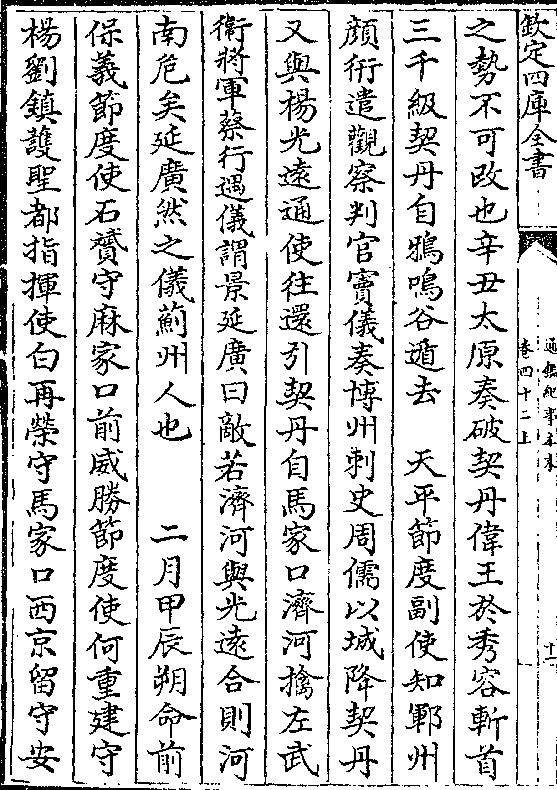 欽定四庫全書
通鑑紀事本末
卷四十二上
十二
之勢不可改也辛丑太原奏破契丹偉王於秀容斬首
三千級契丹自鴉鳴谷遁去 天平節度副使知鄆州
顔衎遣觀察判官竇儀奏博州刺史周儒以城降契丹
又與楊光遠通使往還引契丹自馬家口濟河擒左武
衛將軍蔡行遇儀謂景延廣曰敵若濟河與光遠合則河
南危矣延廣然之儀薊州人也 二月甲辰朔命前
保義節度使石贇守麻家口前威勝節度使何重建守
楊劉鎮護聖都指揮使白再榮守馬家口西京留守安